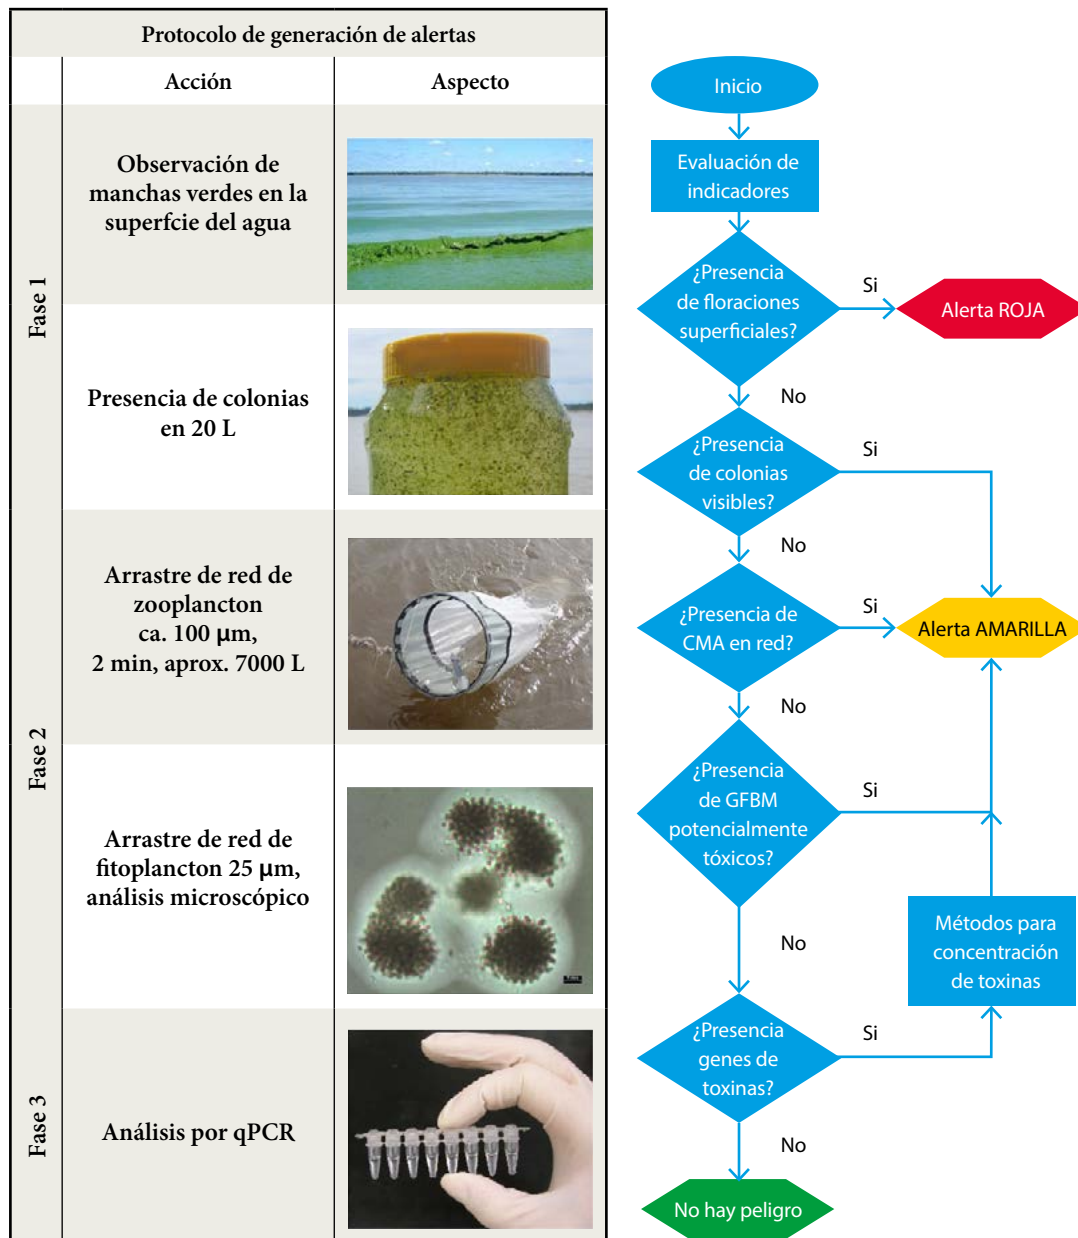 Protocolo de generación de alertas
Acción
Aspecto
Fase 1
Observación de
manchas verdes en la
superfcie del agua
Presencia de colonias
en 20 L
Fase 2
Arrastre de red de
zooplancton
ca. 100 µm,
2 min, aprox. 7000 L
Arrastre de red de
fitoplancton 25 µm,
análisis microscópico
Fase 3
Análisis por qPCR
Inicio
Evaluación de
indicadores
¿Presencia
de floraciones
superficiales?
Si
Alerta ROJA
No
¿Presencia
de colonias
visibles?
Si
No
¿Presencia de
CMA en red?
Si
Alerta AMARILLA
No
¿Presencia
de GFBM
potencialmente
tóxicos?
Si
No
Métodos para
concentración
de toxinas
¿Presencia
genes de
toxinas?
Si
No
No hay peligro